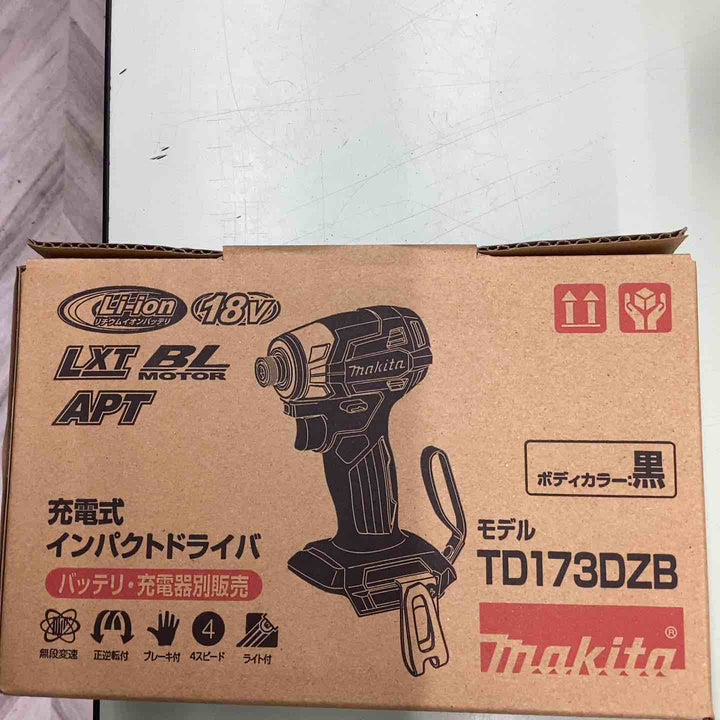 Li-ion
リチウムイオンバッテリ
18V
LXT BL MOTOR
APT
makita
ボディカラー:黒
充電式
インパクトドライバ
バッテリ・充電器別販売
モデル
TD173DZB
4
無段変速 正逆転付 ブレーキ付 4スピード ライト付
makita®